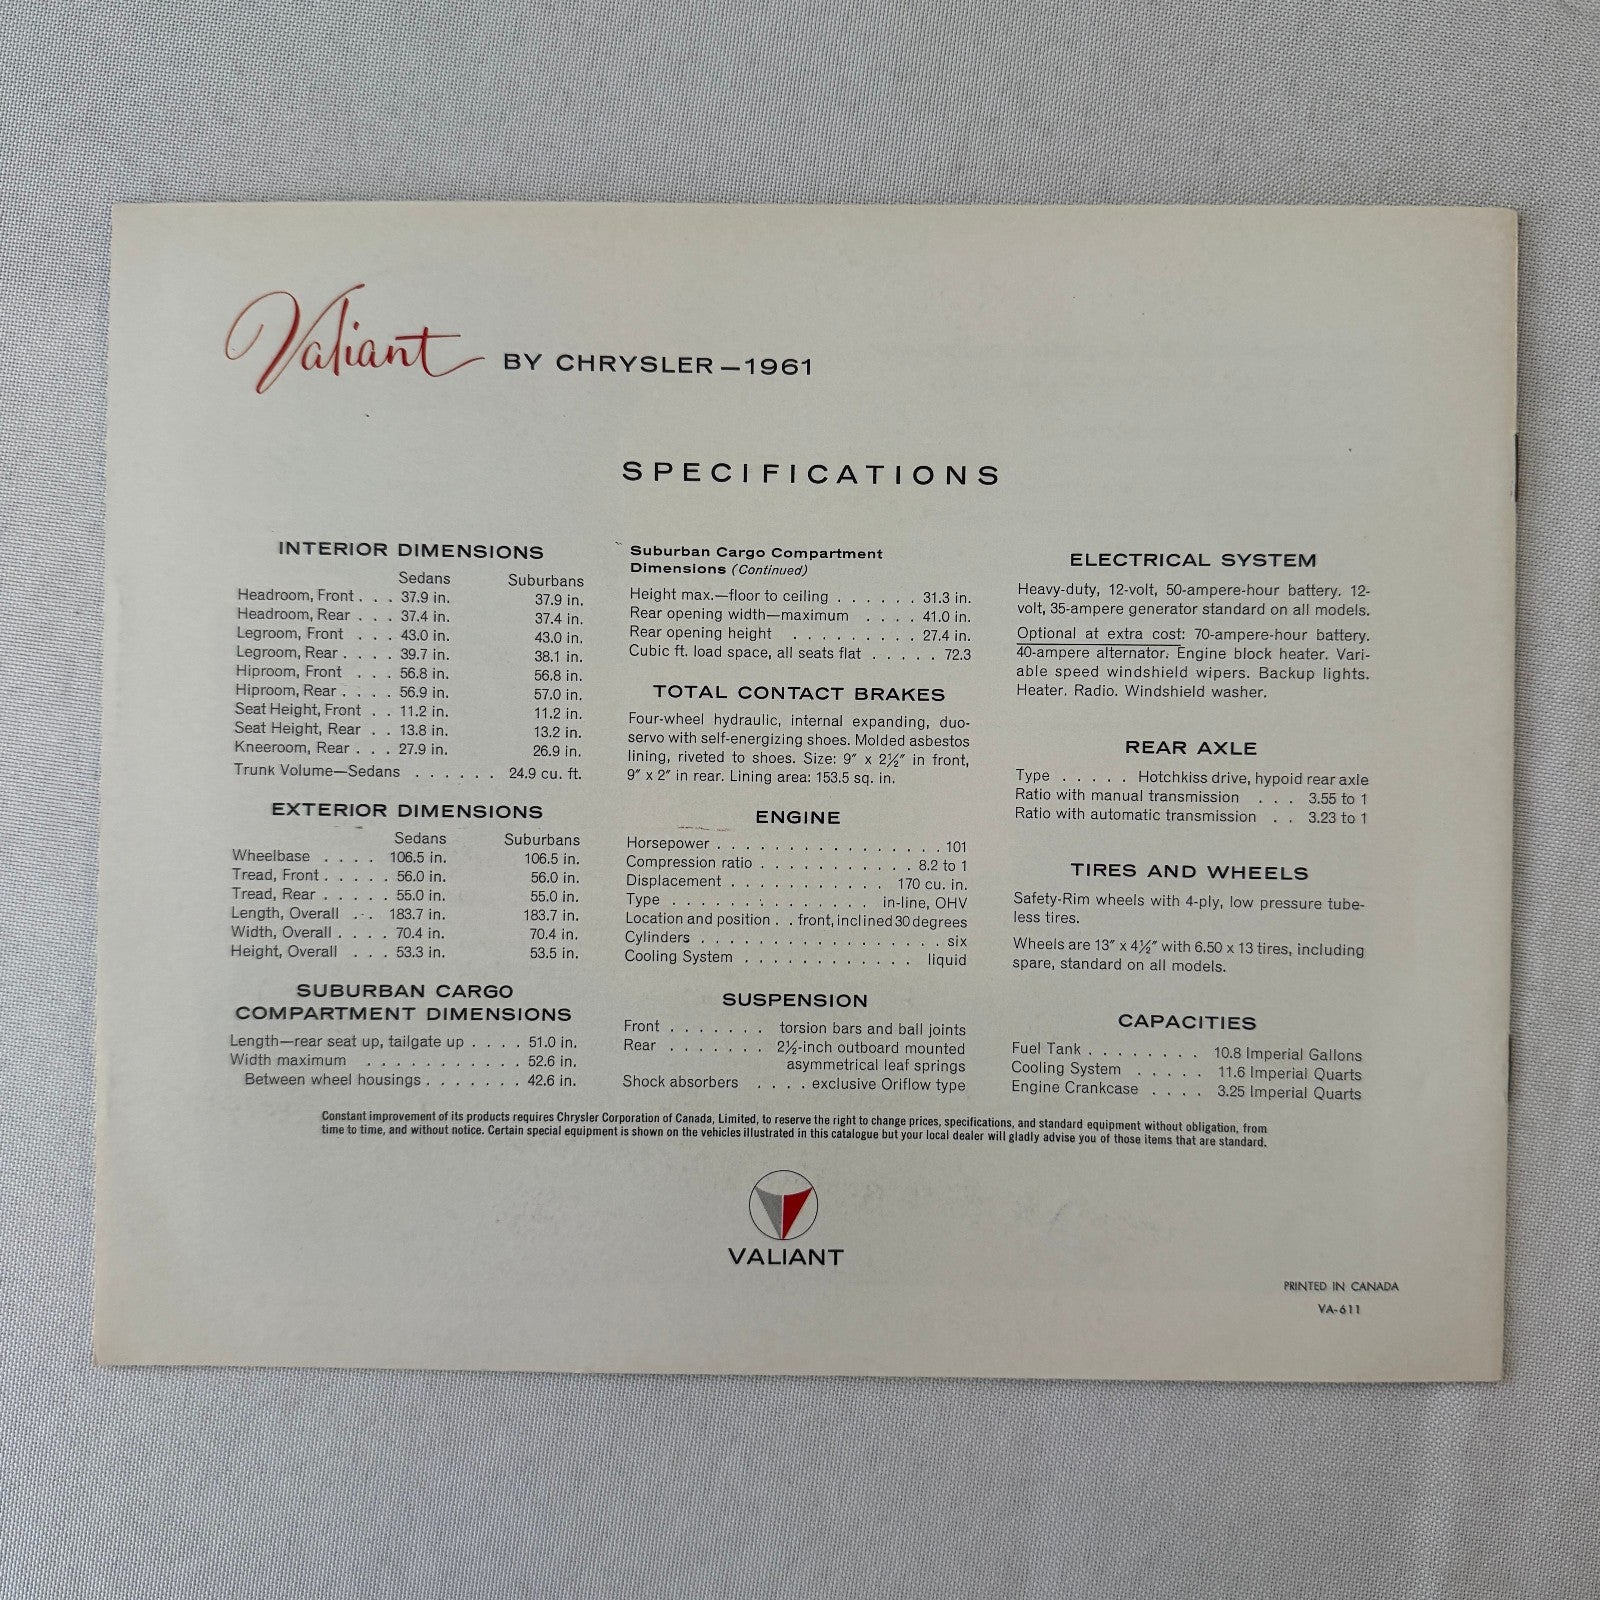 Valiant BY CHRYSLER—1961
SPECIFICATIONS
INTERIOR DIMENSIONS
Sedans Suburbans
Headroom, Front . . . 37.9 in. 37.9 in.
Headroom, Rear . . . 37.4 in. 37.4 in.
Legroom, Front . . . 43.0 in. 43.0 in.
Legroom, Rear . . . . 39.7 in. 38.1 in.
Hiproom, Front . . . 56.8 in. 56.8 in.
Hiproom, Rear . . . . 56.9 in. 57.0 in.
Seat Height, Front . . 11.2 in. 11.2 in.
Seat Height, Rear . . 13.8 in. 13.2 in.
Kneeroom, Rear . . . 27.9 in. 26.9 in.
Trunk Volume—Sedans . . . . . . 24.9 cu. ft.
EXTERIOR DIMENSIONS
Sedans Suburbans
Wheelbase . . . . 106.5 in. 106.5 in.
Tread, Front . . . . . 56.0 in. 56.0 in.
Tread, Rear . . . . . 55.0 in. 55.0 in.
Length, Overall . . . 183.7 in. 183.7 in.
Width, Overall . . . . 70.4 in. 70.4 in.
Height, Overall . . . 53.3 in. 53.5 in.
SUBURBAN CARGO
COMPARTMENT DIMENSIONS
Length—rear seat up, tailgate up . . . . 51.0 in.
Width maximum . . . . . . . . . . . 52.6 in.
Between wheel housings . . . . . . . 42.6 in.
Suburban Cargo Compartment
Dimensions (Continued)
Height max.—floor to ceiling . . . . . . 31.3 in.
Rear opening width—maximum . . . . 41.0 in.
Rear opening height . . . . . . . . . 27.4 in.
Cubic ft. load space, all seats flat . . . . . 72.3
TOTAL CONTACT BRAKES
Four-wheel hydraulic, internal expanding, duo-
servo with self-energizing shoes. Molded asbestos
lining, riveted to shoes. Size: 9″ x 2½″ in front,
9″ x 2″ in rear. Lining area: 153.5 sq. in.
ENGINE
Horsepower . . . . . . . . . . . . . . . . 101
Compression ratio . . . . . . . . . . . 8.2 to 1
Displacement . . . . . . . . . . . 170 cu. in.
Type . . . . . . . . . . . . . . in-line, OHV
Location and position . . front, inclined 30 degrees
Cylinders . . . . . . . . . . . . . . . . . six
Cooling System . . . . . . . . . . . . liquid
SUSPENSION
Front . . . . . . . torsion bars and ball joints
Rear . . . . . . . 2½-inch outboard mounted
asymmetrical leaf springs
Shock absorbers . . . . exclusive Oriflow type
ELECTRICAL SYSTEM
Heavy-duty, 12-volt, 50-ampere-hour battery. 12-
volt, 35-ampere generator standard on all models.
Optional at extra cost: 70-ampere-hour battery.
40-ampere alternator. Engine block heater. Vari-
able speed windshield wipers. Backup lights.
Heater. Radio. Windshield washer.
REAR AXLE
Type . . . . . Hotchkiss drive, hypoid rear axle
Ratio with manual transmission . . . 3.55 to 1
Ratio with automatic transmission . . 3.23 to 1
TIRES AND WHEELS
Safety-Rim wheels with 4-ply, low pressure tube-
less tires.
Wheels are 13″ x 4½″ with 6.50 x 13 tires, including
spare, standard on all models.
CAPACITIES
Fuel Tank . . . . . . . . 10.8 Imperial Gallons
Cooling System . . . . . 11.6 Imperial Quarts
Engine Crankcase . . . . 3.25 Imperial Quarts
Constant improvement of its products requires Chrysler Corporation of Canada, Limited, to reserve the right to change prices, specifications, and standard equipment without obligation, from
time to time, and without notice. Certain special equipment is shown on the vehicles illustrated in this catalogue but your local dealer will gladly advise you of those items that are standard.
VALIANT
PRINTED IN CANADA
VA-611